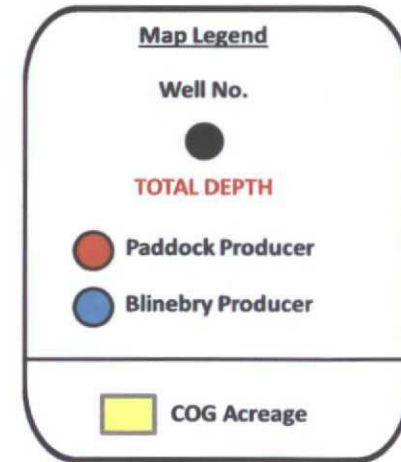 Map Legend
Well No.
TOTAL DEPTH
Paddock Producer
Blinebry Producer
COG Acreage